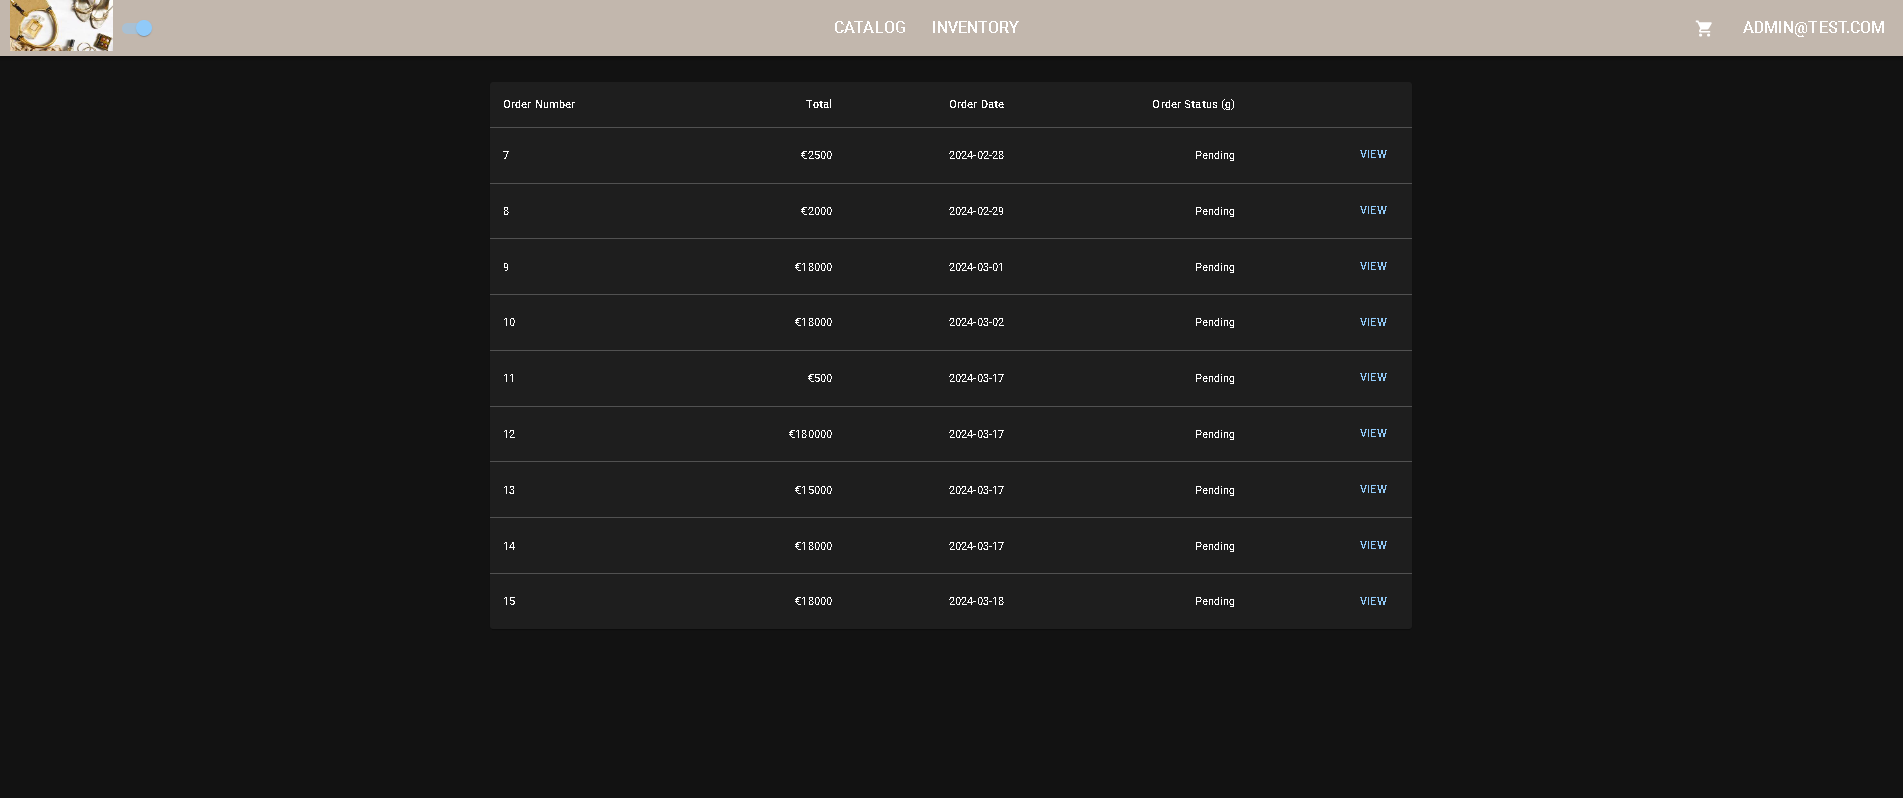 CATALOG INVENTORY ADMIN@TEST.COM
Order Number Total Order Date Order Status (g)
7 €2500 2024-02-28 Pending VIEW
8 €2000 2024-02-29 Pending VIEW
9 €18000 2024-03-01 Pending VIEW
10 €18000 2024-03-02 Pending VIEW
11 €500 2024-03-17 Pending VIEW
12 €180000 2024-03-17 Pending VIEW
13 €15000 2024-03-17 Pending VIEW
14 €18000 2024-03-17 Pending VIEW
15 €18000 2024-03-18 Pending VIEW